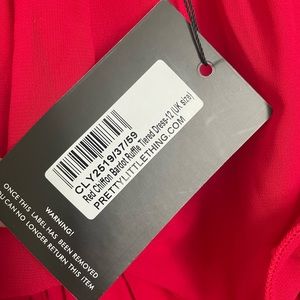 CLY2519/37/59
Red Chiffon Bardot Ruffle Tiered Dress-12 (UK size)
PRETTYLITTLETHING.COM
WARNING!
ONCE THIS LABEL HAS BEEN REMOVED
YOU CAN NO LONGER RETURN THIS ITEM